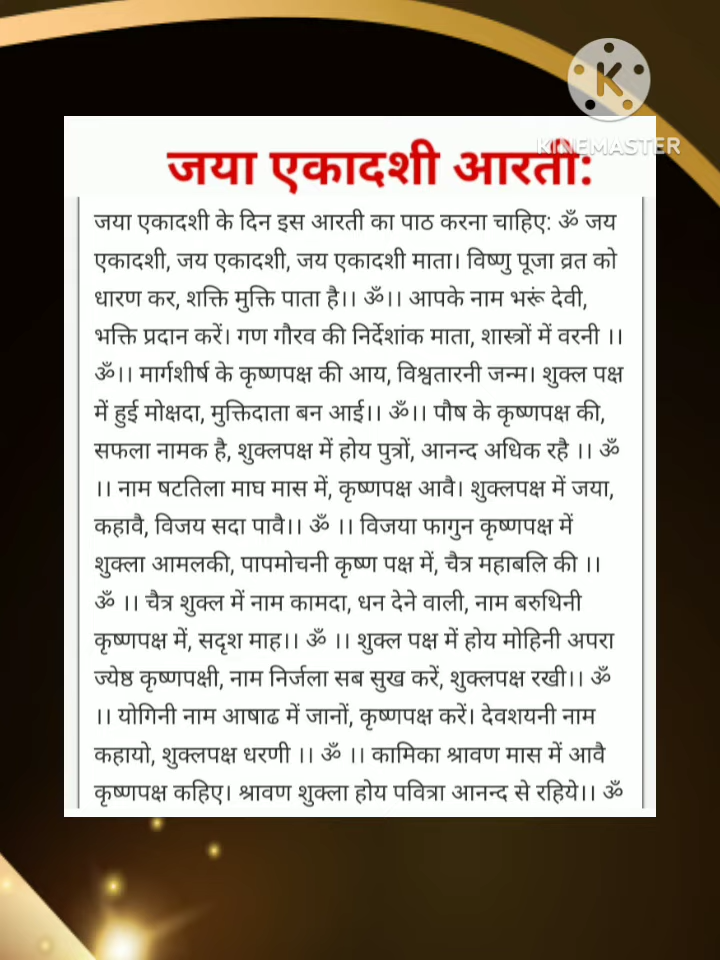 KINEMASTER
जया एकादशी आरती:
जया एकादशी के दिन इस आरती का पाठ करना चाहिए: ॐ जय
एकादशी, जय एकादशी, जय एकादशी माता। विष्णु पूजा व्रत को
धारण कर, शक्ति मुक्ति पाता है।। ॐ।। आपके नाम भरूं देवी,
भक्ति प्रदान करें। गण गौरव की निर्देशांक माता, शास्त्रों में वरनी ।।
ॐ।। मार्गशीर्ष के कृष्णपक्ष की आय, विश्वतारनी जन्म। शुक्ल पक्ष
में हुई मोक्षदा, मुक्तिदाता बन आई।। ॐ।। पौष के कृष्णपक्ष की,
सफला नामक है, शुक्लपक्ष में होय पुत्रों, आनन्द अधिक रहै ।। ॐ
।। नाम षटतिला माघ मास में, कृष्णपक्ष आवै। शुक्लपक्ष में जया,
कहावै, विजय सदा पावै।। ॐ ।। विजया फागुन कृष्णपक्ष में
शुक्ला आमलकी, पापमोचनी कृष्ण पक्ष में, चैत्र महाबलि की ।।
ॐ ।। चैत्र शुक्ल में नाम कामदा, धन देने वाली, नाम बरुथिनी
कृष्णपक्ष में, सदृश माह।। ॐ ।। शुक्ल पक्ष में होय मोहिनी अपरा
ज्येष्ठ कृष्णपक्षी, नाम निर्जला सब सुख करें, शुक्लपक्ष रखी।। ॐ
।। योगिनी नाम आषाढ में जानों, कृष्णपक्ष करें। देवशयनी नाम
कहायो, शुक्लपक्ष धरणी ।। ॐ ।। कामिका श्रावण मास में आवै
कृष्णपक्ष कहिए। श्रावण शुक्ला होय पवित्रा आनन्द से रहिये।। ॐ